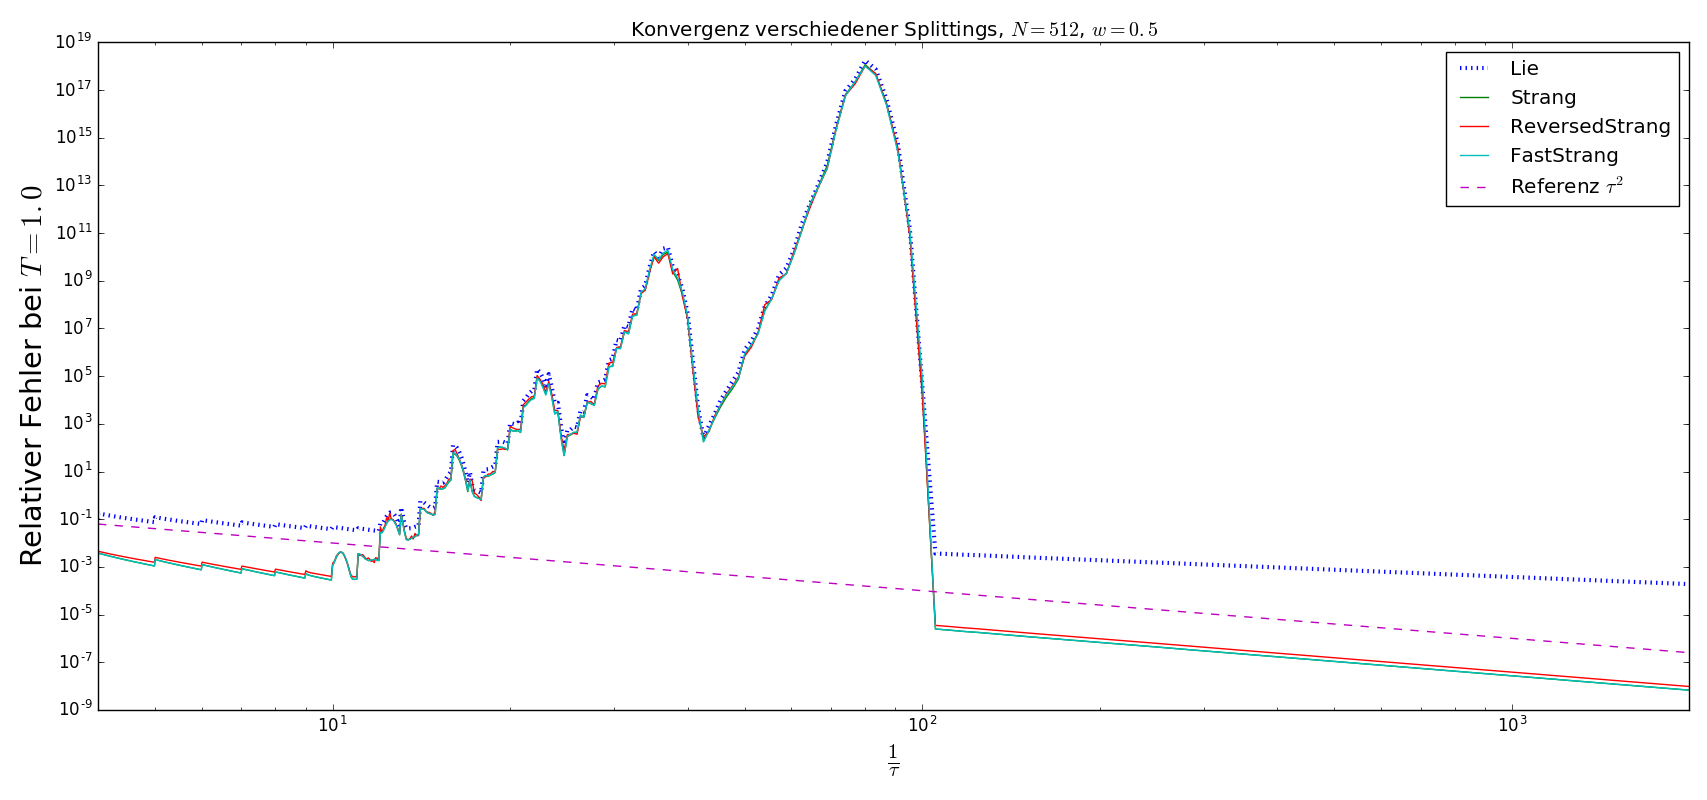 Konvergenz verschiedener Splittings, N = 512, w = 0.5
Relativer Fehler bei T = 1.0
10^19
10^17
10^15
10^13
10^11
10^9
10^7
10^5
10^3
10^1
10^-1
10^-3
10^-5
10^-7
10^-9
Lie
Strang
ReversedStrang
FastStrang
Referenz τ^2
10^1 10^2 10^3
1/τ